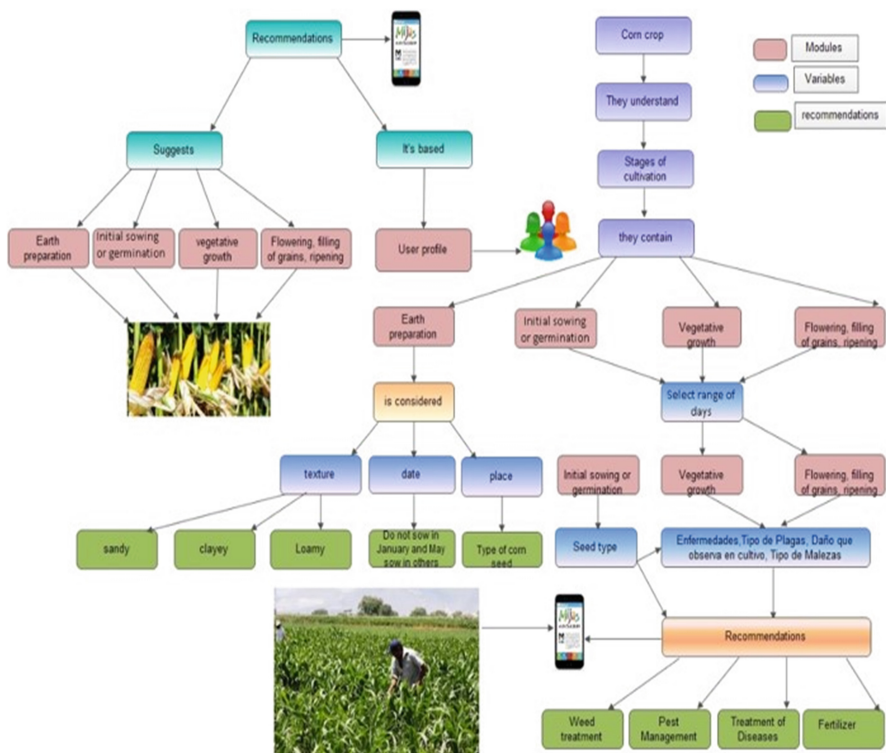 Recommendations
Suggests
It's based
Earth
preparation
Initial sowing
or germination
vegetative
growth
Flowering, filling
of grains, ripening
User profile
Corn crop
They understand
Stages of
cultivation
they contain
Modules
Variables
recommendations
Earth
preparation
Initial sowing
or germination
Vegetative
growth
Flowering, filling
of grains, ripening
is considered
Select range of
days
texture
date
place
Initial sowing or
germination
Vegetative
growth
Flowering, filling
of grains, ripening
sandy
clayey
Loamy
Do not sow in
January and May
sow in others
Type of corn
seed
Seed type
Enfermedades,Tipo de Plagas, Daño que
observa en cultivo, Tipo de Malezas
Recommendations
Weed
treatment
Pest
Management
Treatment of
Diseases
Fertilizer